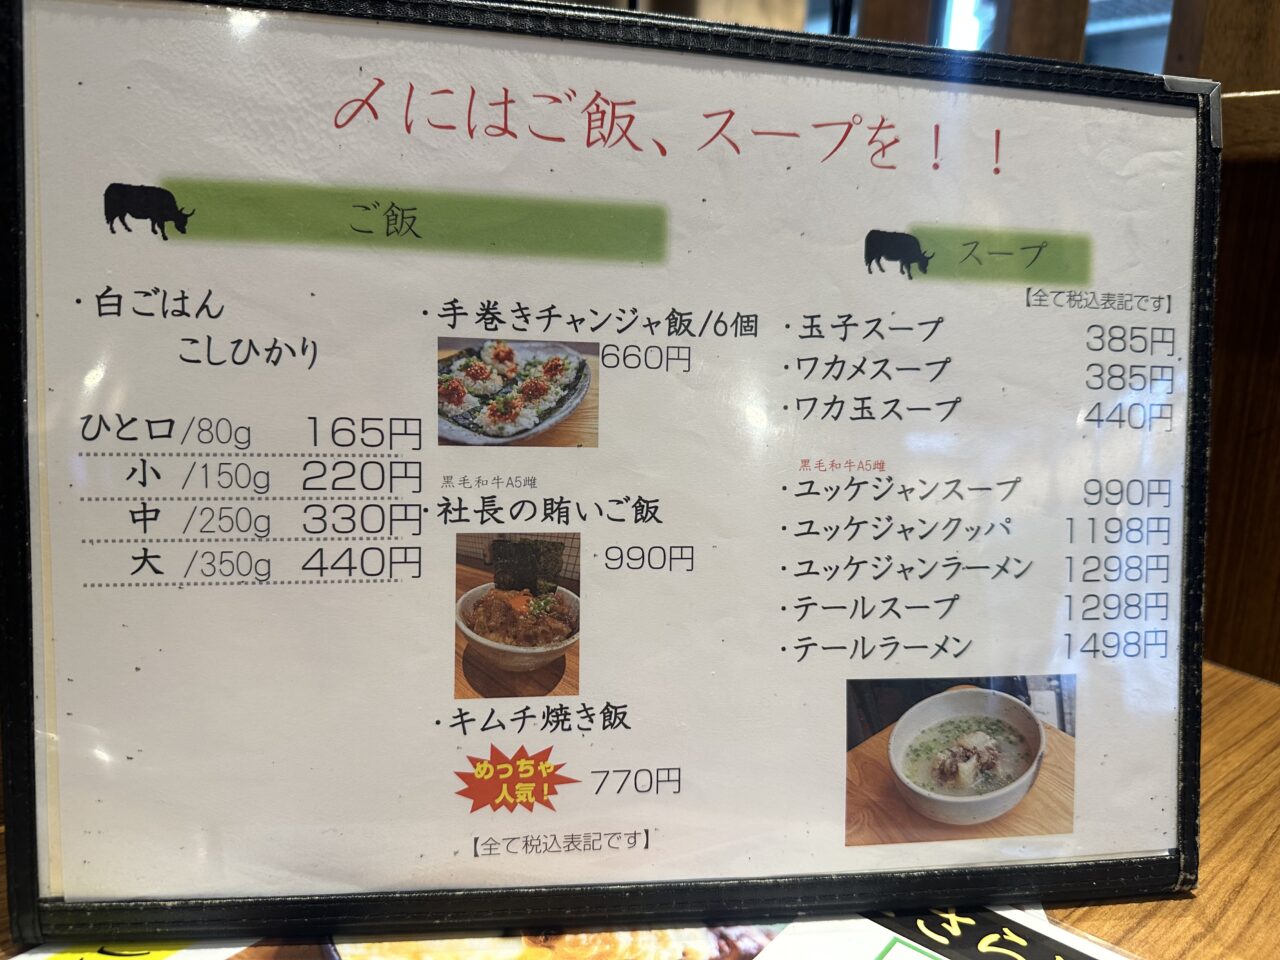 〆にはご飯、スープを！！
ご飯
・白ごはん
こしひかり
ひと口/80g 165円
小/150g 220円
中/250g 330円
大/350g 440円
・手巻きチャンジャ飯/6個
660円
黒毛和牛A5雌
・社長の賄いご飯
990円
・キムチ焼き飯
めっちゃ
人気！
770円
【全て税込表記です】
スープ
【全て税込表記です】
・玉子スープ 385円
・ワカメスープ 385円
・ワカ玉スープ 440円
黒毛和牛A5雌
・ユッケジャンスープ 990円
・ユッケジャンクッパ 1198円
・ユッケジャンラーメン 1298円
・テールスープ 1298円
・テールラーメン 1498円